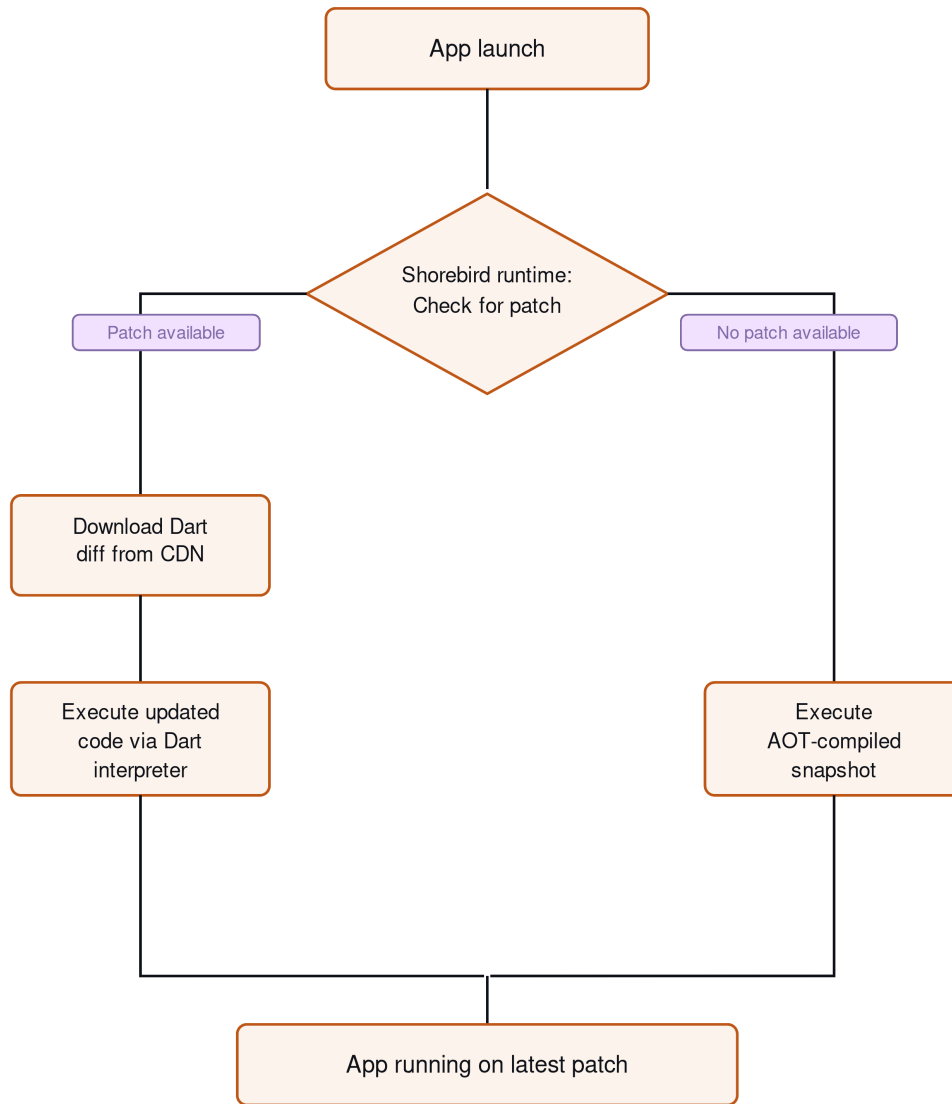 App launch
Shorebird runtime:
Check for patch
Patch available
No patch available
Download Dart
diff from CDN
Execute updated
code via Dart
interpreter
Execute
AOT-compiled
snapshot
App running on latest patch